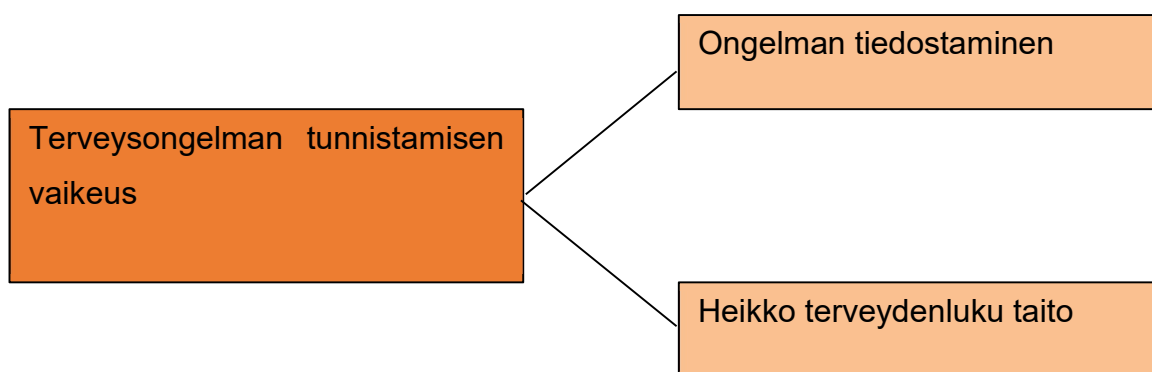 Ongelman tiedostaminen
Terveysongelman tunnistamisen
vaikeus
Heikko terveydenluku taito